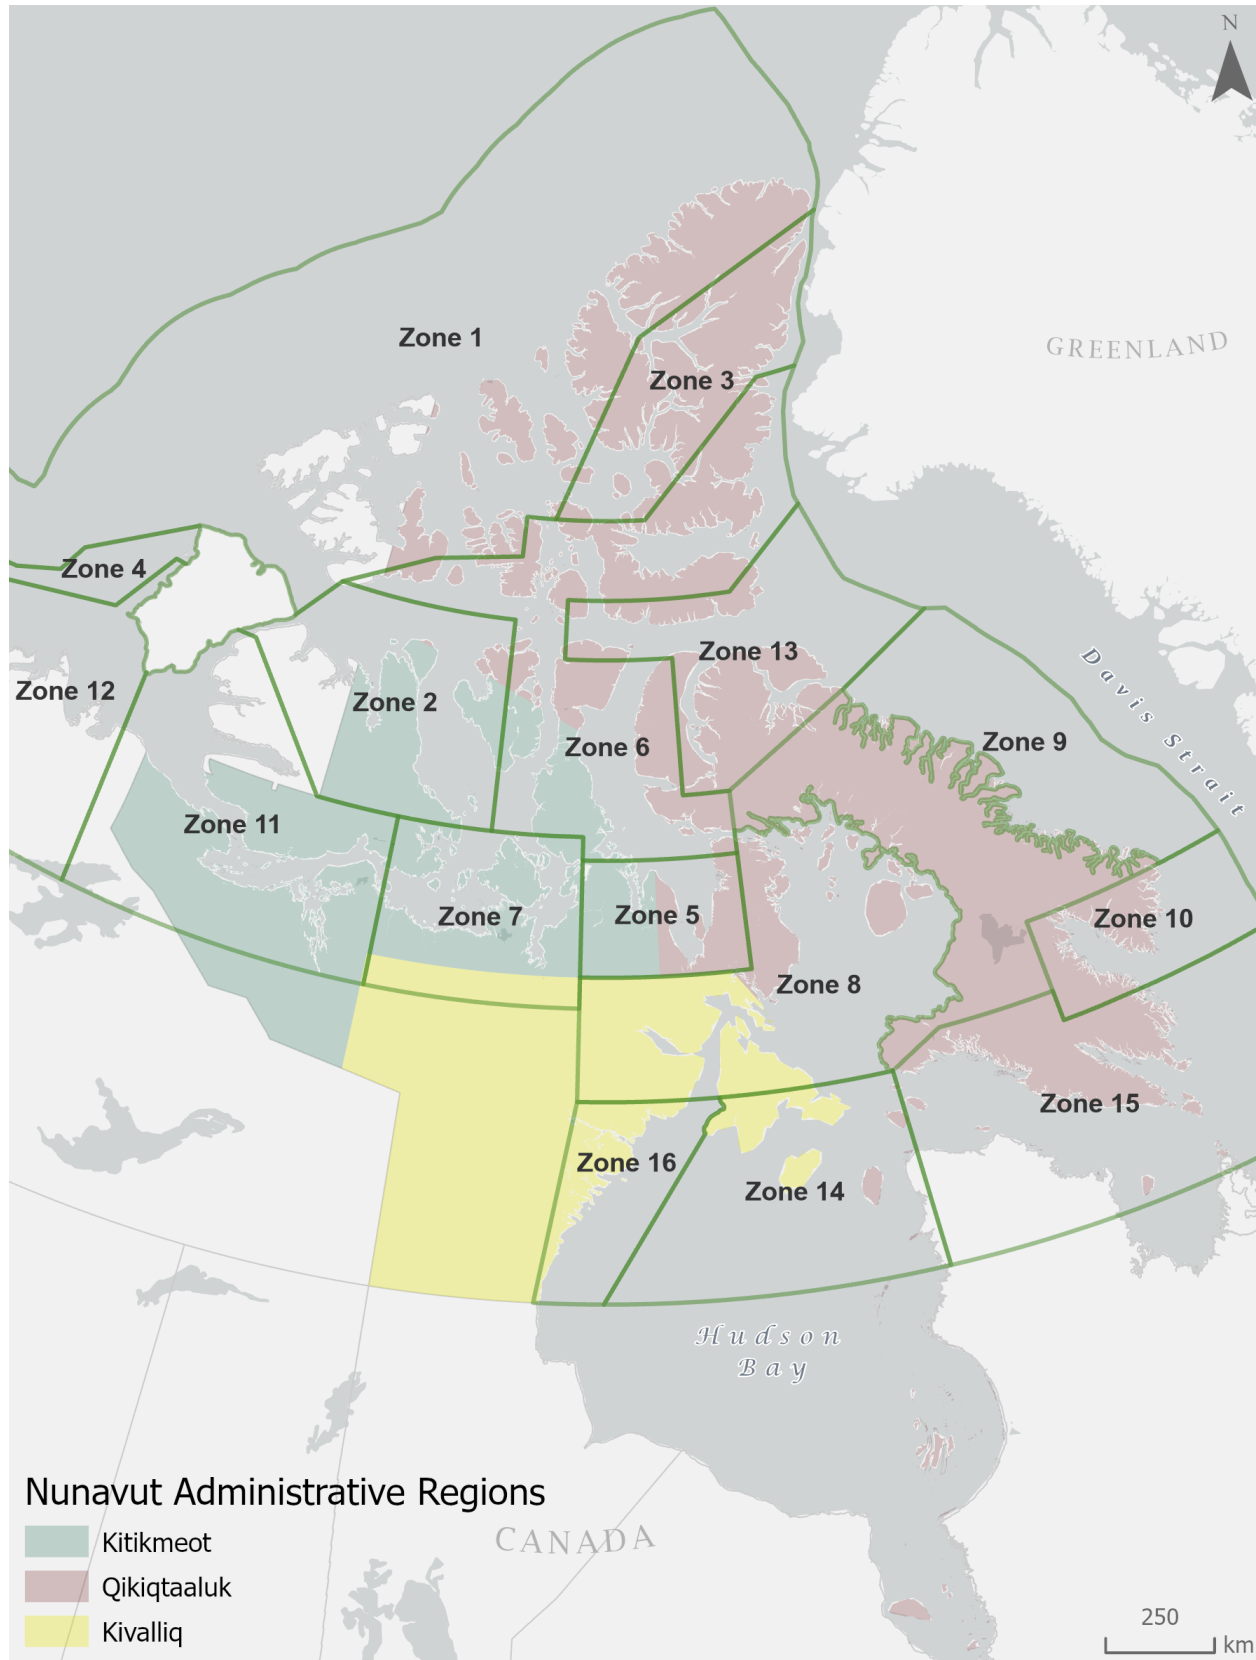 N
Zone 1
GREENLAND
Zone 3
Zone 4
Zone 13
Zone 12
Zone 2
Davis Strait
Zone 6
Zone 9
Zone 11
Zone 7
Zone 5
Zone 10
Zone 8
Zone 15
Zone 16
Zone 14
Hudson
Bay
Nunavut Administrative Regions
Kitikmeot
CANADA
Qikiqtaaluk
Kivalliq
250
km